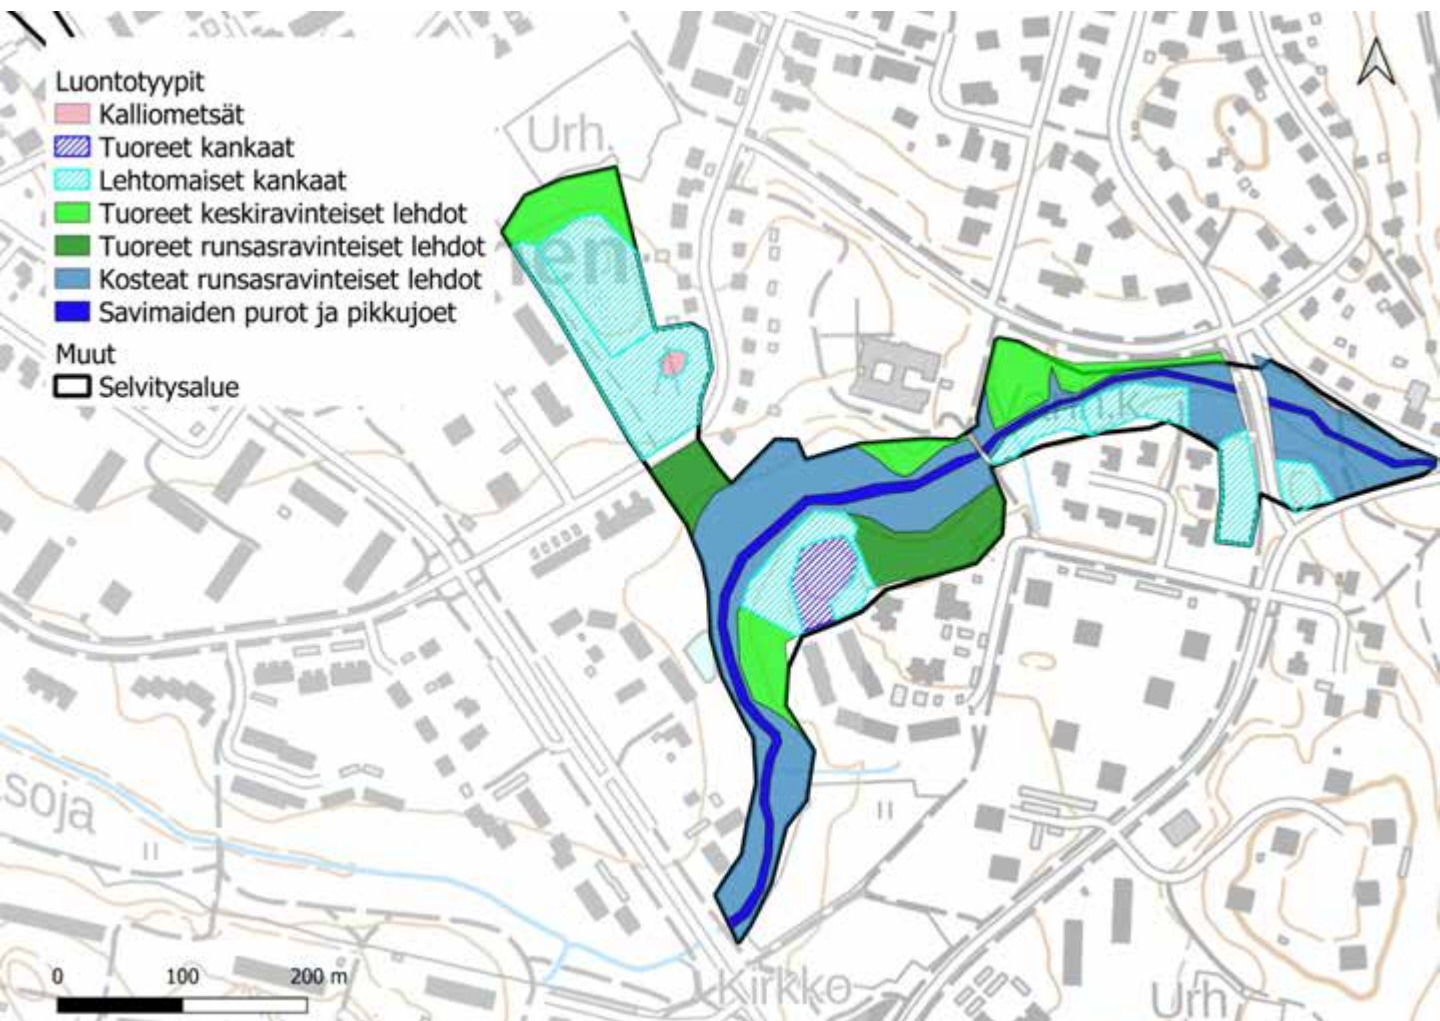 Luontotyypit
Kalliometsät
Tuoreet kankaat
Lehtomaiset kankaat
Tuoreet keskiravinteiset lehdot
Tuoreet runsasravinteiset lehdot
Kosteat runsasravinteiset lehdot
Savimaiden purot ja pikkujoet
Muut
Selvitysalue
Urh.
nen
soja
0 100 200 m
Kirkko
Urh